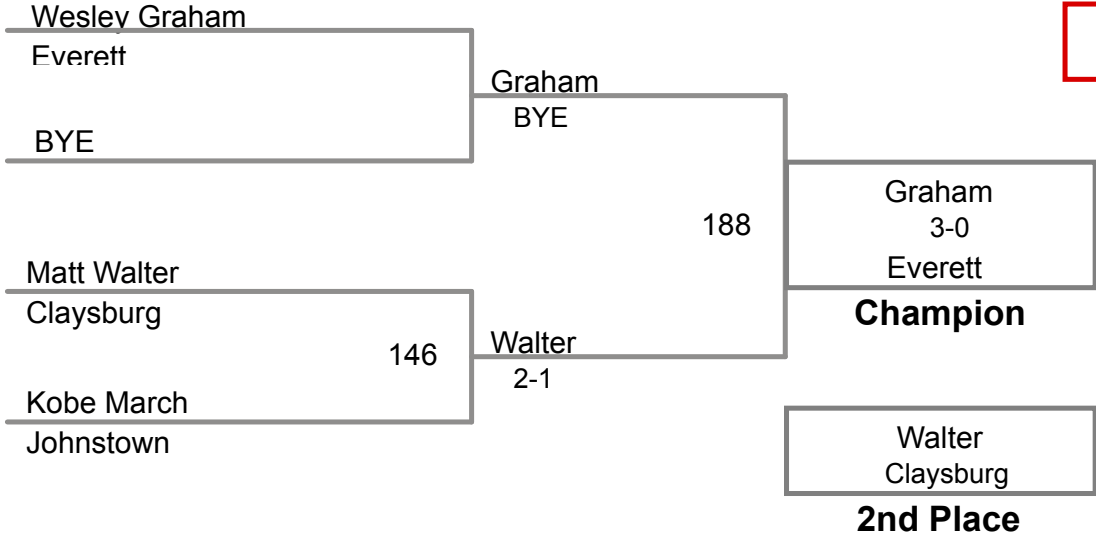 Wesley Graham
Everett
Graham
BYE
BYE
188
Graham
3-0
Everett
Champion
Matt Walter
Claysburg
146
Walter
2-1
Kobe March
Johnstown
Walter
Claysburg
2nd Place